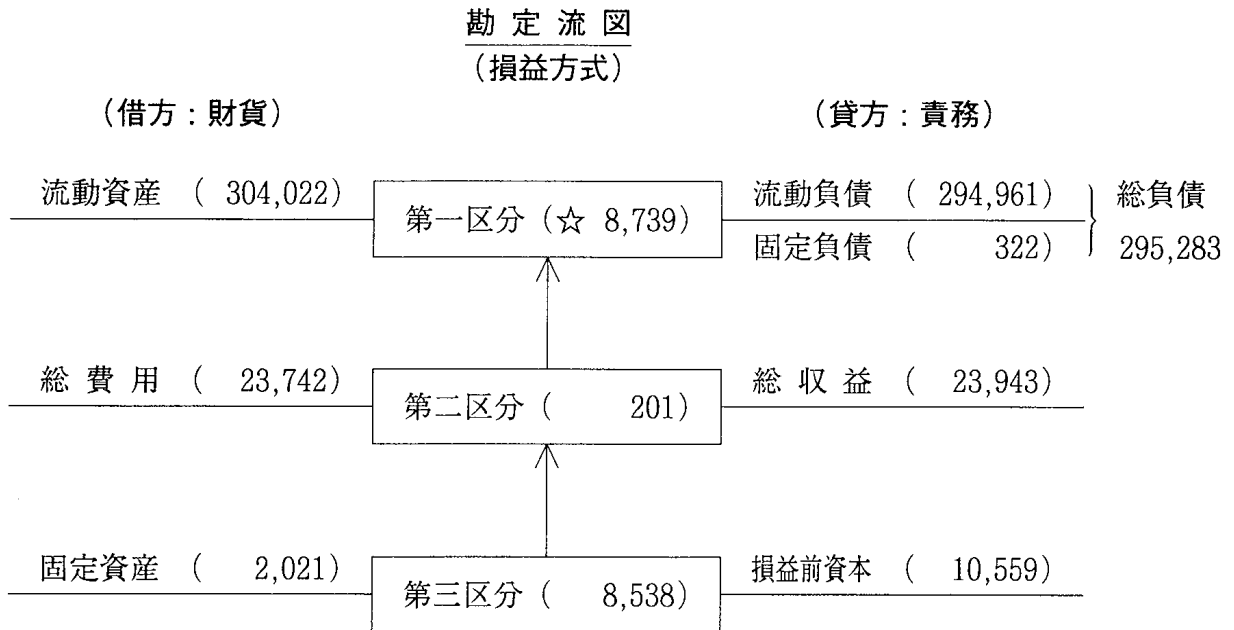 勘定流図
(損益方式)
(借方：財貨) (貸方：責務)
流動資産 ( 304,022) 第一区分 (☆ 8,739) 流動負債 ( 294,961) 総負債
固定負債 ( 322) 295,283
総費用 ( 23,742) 第二区分 ( 201) 総収益 ( 23,943)
固定資産 ( 2,021) 第三区分 ( 8,538) 損益前資本 ( 10,559)